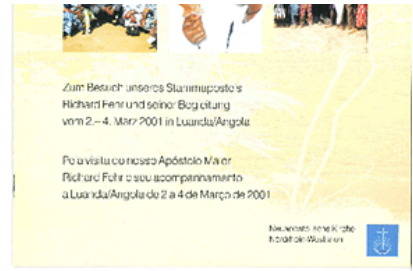 Zum Besuch unseres Stammapostels
Richard Fehr und seiner Begleitung
vom 2. – 4. März 2001 in Luanda/Angola
Pela visita do nosso Apóstolo Maior
Richard Fehr e seu acompanhamento
a Luanda/Angola de 2 a 4 de Março de 2001
Neuapostolische Kirche
Nordrhein-Westfalen